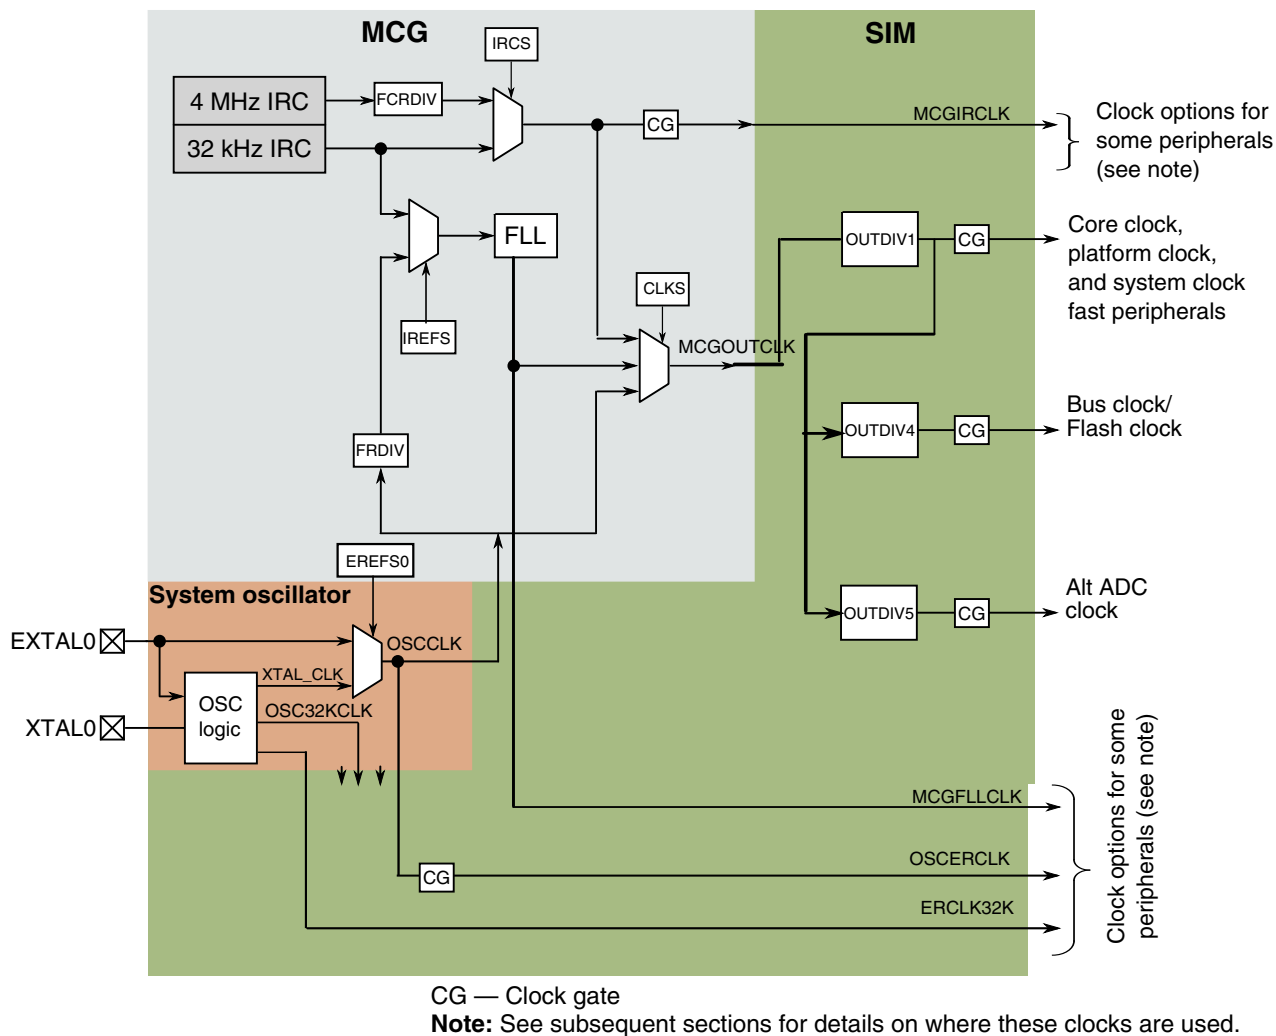 MCG
SIM
IRCS
4 MHz IRC
FCRDIV
32 kHz IRC
CG
MCGIRCLK
Clock options for
some peripherals
(see note)
FLL
IREFS
CLKS
MCGOUTCLK
OUTDIV1
CG
Core clock,
platform clock,
and system clock
fast peripherals
FRDIV
OUTDIV4
CG
Bus clock/
Flash clock
EREFS0
System oscillator
OUTDIV5
CG
Alt ADC
clock
EXTAL0
OSCCLK
XTAL_CLK
OSC
logic
OSC32KCLK
XTAL0
MCGFLLCLK
CG
OSCERCLK
ERCLK32K
Clock options for some
peripherals (see note)
CG — Clock gate
Note: See subsequent sections for details on where these clocks are used.